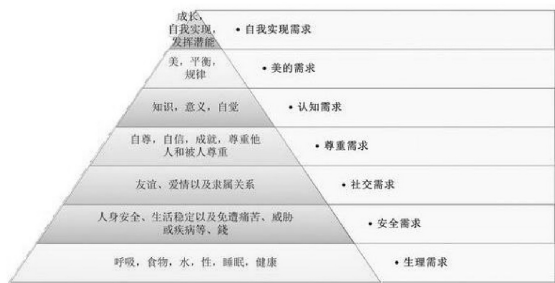 成长,
自我实现,
发挥潜能
• 自我实现需求
美，平衡，
规律
• 美的需求
知识，意义，自觉
• 认知需求
自尊，自信，成就，尊重他
人和被人尊重
• 尊重需求
友谊、爱情以及隶属关系
• 社交需求
人身安全、生活稳定以及免遭痛苦、威胁
或疾病等、錢
• 安全需求
呼吸，食物，水，性，睡眠，健康
• 生理需求